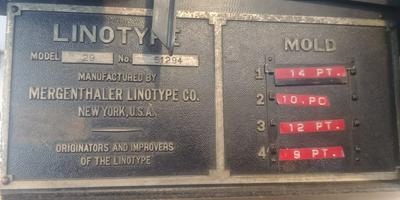 LINOTYPE
MODEL 29 No. 51294
MANUFACTURED BY
MERGENTHALER LINOTYPE CO.
NEW YORK, U.S.A.
ORIGINATORS AND IMPROVERS
OF THE LINOTYPE
MOLD
1 14 PT.
2 10.PO
3 12 PT.
4 9 PT.